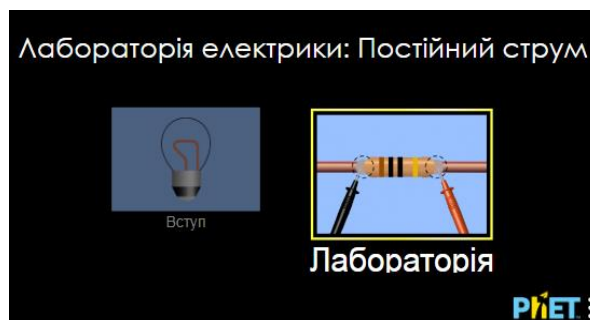 Лабораторія електрики: Постійний струм
Вступ
Лабораторія
PhET